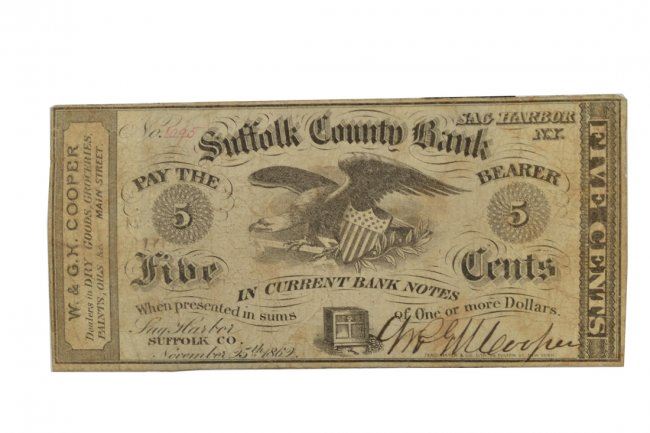 No. 1695
SAG HARBOR
N.Y.
Suffolk County Bank
PAY THE BEARER
5 5
Five Cents
IN CURRENT BANK NOTES
When presented in sums of One or more Dollars.
Sag Harbor
SUFFOLK CO.
November 25th 1862.
W. & G. H. COOPER
Dealers in DRY GOODS, GROCERIES,
PAINTS, OILS &c. MAIN STREET.
FIVE CENTS